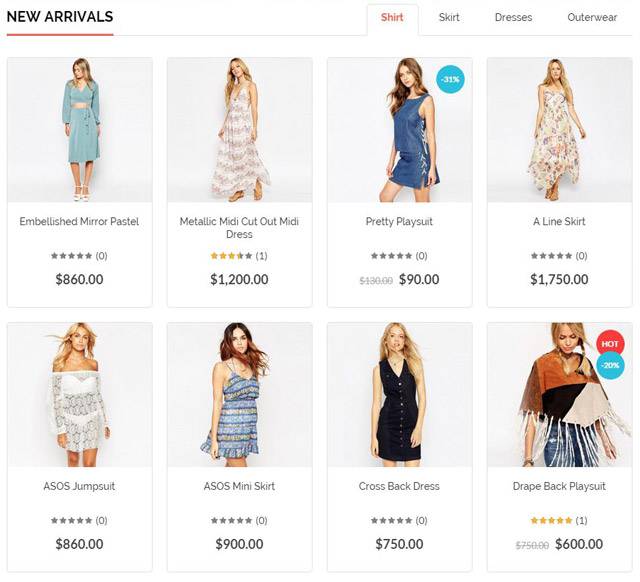 NEW ARRIVALS
Shirt
Skirt
Dresses
Outerwear
-31%
Embellished Mirror Pastel
Metallic Midi Cut Out Midi
Dress
Pretty Playsuit
A Line Skirt
(0)
(1)
(0)
(0)
$860.00
$1,200.00
$130.00 $90.00
$1,750.00
HOT
-20%
ASOS Jumpsuit
ASOS Mini Skirt
Cross Back Dress
Drape Back Playsuit
(0)
(0)
(0)
(1)
$860.00
$900.00
$750.00
$750.00 $600.00